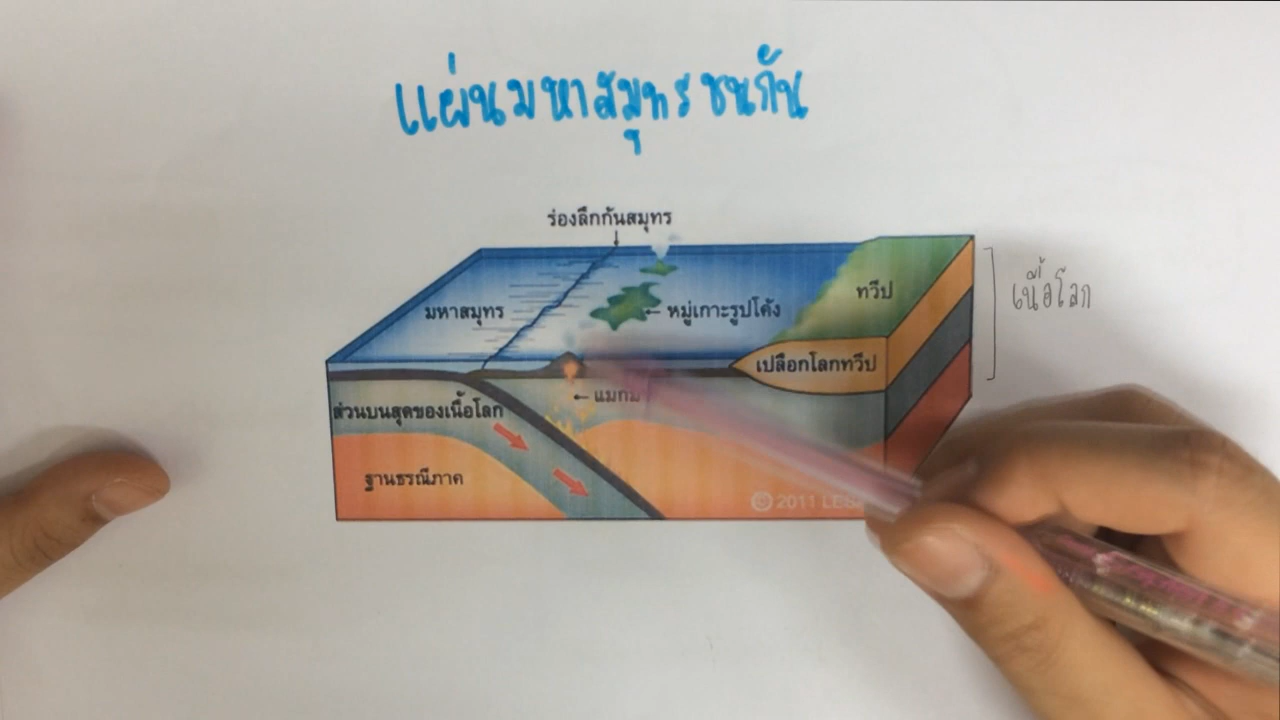 แผ่นมหาสมุทรชนกัน
ร่องลึกก้นสมุทร
ทวีป
เนื้อโลก
มหาสมุทร
← หมู่เกาะรูปโค้ง
เปลือกโลกทวีป
ส่วนบนสุดของเนื้อโลก
ฐานธรณีภาค
© 2011